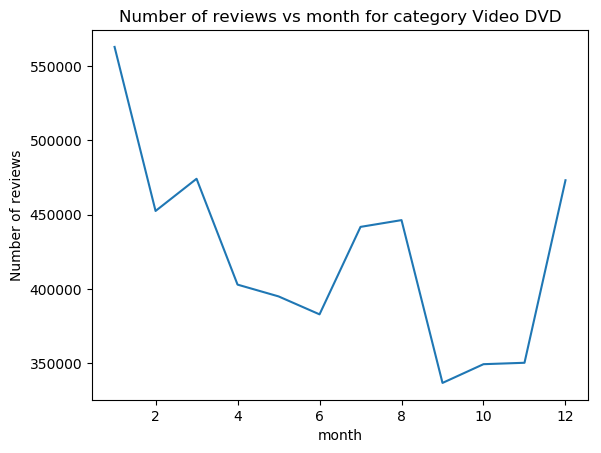 Number of reviews vs month for category Video DVD
Number of reviews
550000
500000
450000
400000
350000
2 4 6 8 10 12
month